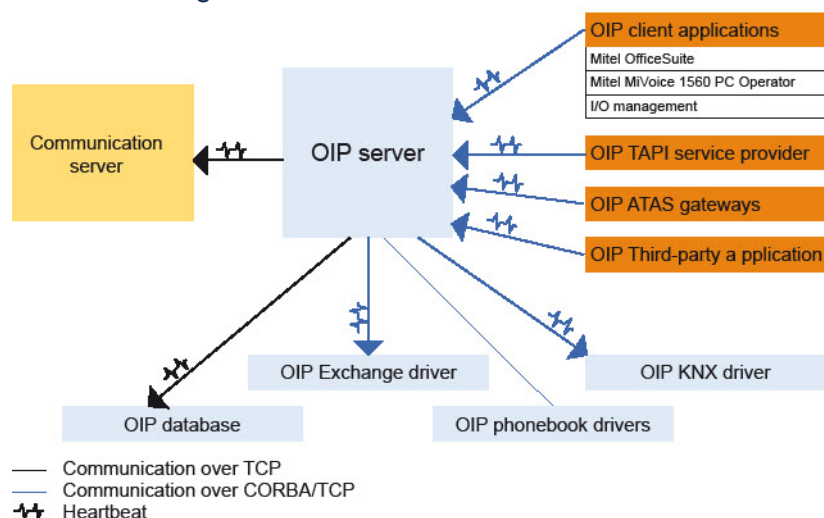 OIP client applications
Mitel OfficeSuite
Mitel MiVoice 1560 PC Operator
I/O management
Communication
server
OIP server
OIP TAPI service provider
OIP ATAS gateways
OIP Third-party a pplication
OIP Exchange driver
OIP KNX driver
OIP database
OIP phonebook drivers
Communication over TCP
Communication over CORBA/TCP
Heartbeat